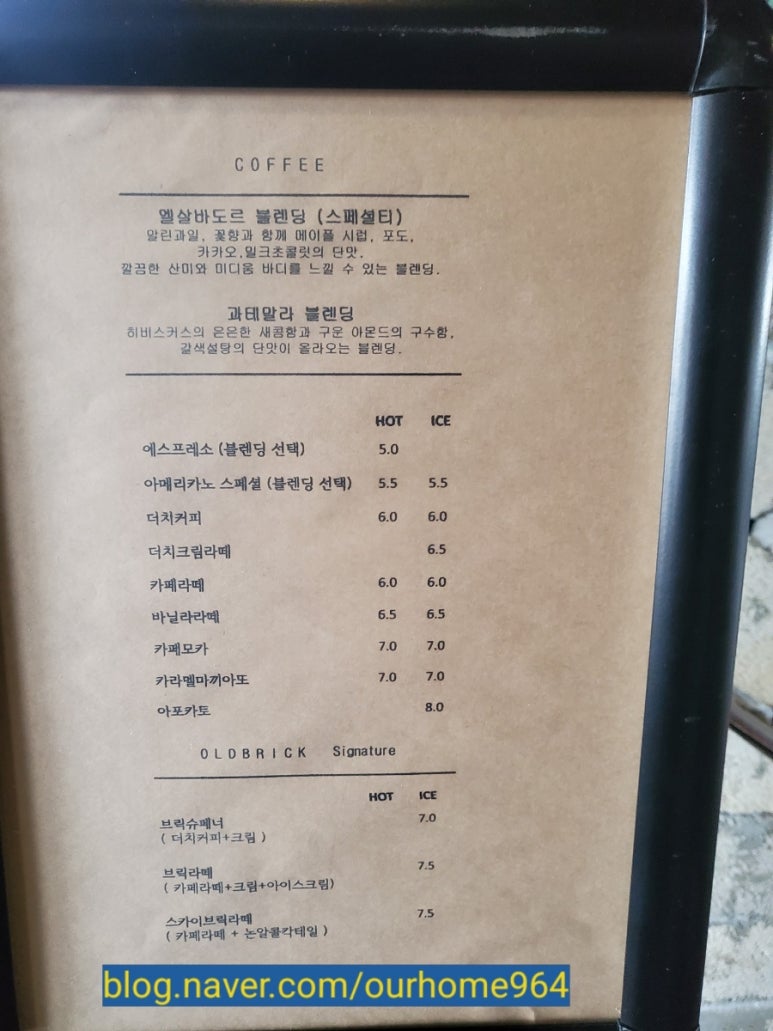 COFFEE
엘살바도르 블렌딩 (스페셜티)
말린과일, 꽃향과 함께 메이플 시럽, 포도,
카카오,밀크초콜릿의 단맛.
깔끔한 산미와 미디움 바디를 느낄 수 있는 블렌딩.
과테말라 블렌딩
히비스커스의 은은한 새콤함과 구운 아몬드의 구수함,
갈색설탕의 단맛이 올라오는 블렌딩.
HOT ICE
에스프레소 (블렌딩 선택) 5.0
아메리카노 스페셜 (블렌딩 선택) 5.5 5.5
더치커피 6.0 6.0
더치크림라떼 6.5
카페라떼 6.0 6.0
바닐라라떼 6.5 6.5
카페모카 7.0 7.0
카라멜마끼아또 7.0 7.0
아포카토 8.0
OLDBRICK Signature
HOT ICE
브릭슈페너 7.0
( 더치커피+크림 )
브릭라떼 7.5
( 카페라떼+크림+아이스크림)
스카이브릭라떼 7.5
( 카페라떼 + 논알콜칵테일 )
blog.naver.com/ourhome964